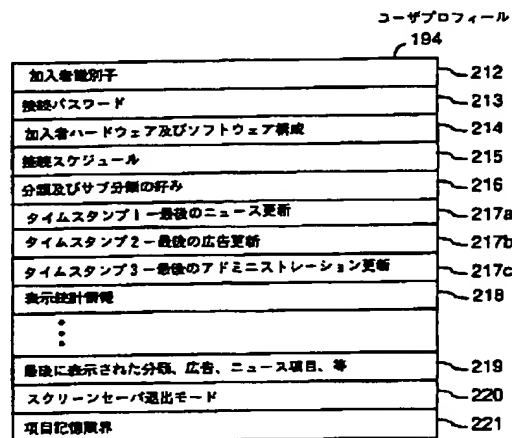 ユーザプロフィール
194
加入者識別子 212
接続パスワード 213
加入者ハードウェア及びソフトウェア構成 214
接続スケジュール 215
分類及びサブ分類の好み 216
タイムスタンプ1ー最後のニュース更新 217a
タイムスタンプ2ー最後の広告更新 217b
タイムスタンプ3ー最後のアドミニストレーション更新 217c
表示統計情報 218
最後に表示された分類、広告、ニュース項目、等 219
スクリーンセーバ退出モード 220
項目記憶限界 221